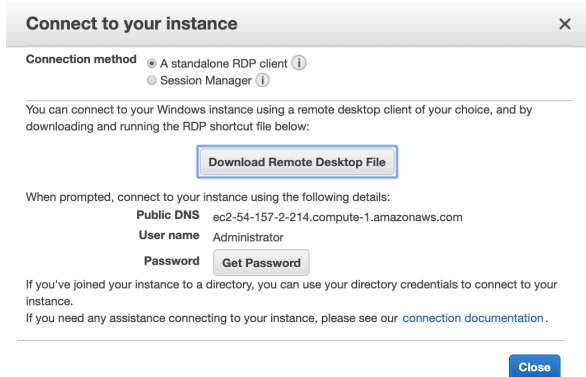 Connect to your instance
Connection method
A standalone RDP client
Session Manager
You can connect to your Windows instance using a remote desktop client of your choice, and by
downloading and running the RDP shortcut file below:
Download Remote Desktop File
When prompted, connect to your instance using the following details:
Public DNS ec2-54-157-2-214.compute-1.amazonaws.com
User name Administrator
Password Get Password
If you've joined your instance to a directory, you can use your directory credentials to connect to your
instance.
If you need any assistance connecting to your instance, please see our connection documentation.
Close